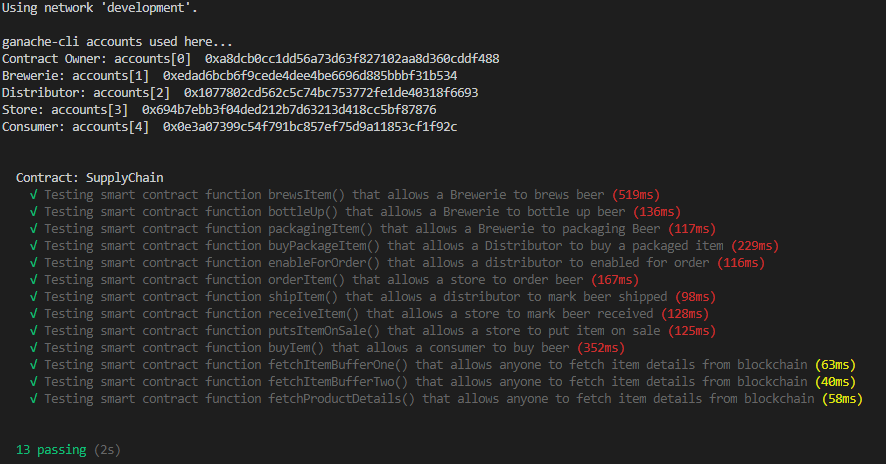 Using network 'development'.
ganache-cli accounts used here...
Contract Owner: accounts[0] 0xa8dcb0cc1dd56a73d63f827102aa8d360cddf488
Brewerie: accounts[1] 0xedad6bcb6f9cede4dee4be6696d885bbbf31b534
Distributor: accounts[2] 0x1077802cd562c5c74bc753772fe1de40318f6693
Store: accounts[3] 0x694b7ebb3f04ded212b7d63213d418cc5bf87876
Consumer: accounts[4] 0x0e3a07399c54f791bc857ef75d9a11853cf1f92c
Contract: SupplyChain
√ Testing smart contract function brewsItem() that allows a Brewerie to brews beer (519ms)
√ Testing smart contract function bottleUp() that allows a Brewerie to bottle up beer (136ms)
√ Testing smart contract function packagingItem() that allows a Brewerie to packaging Beer (117ms)
√ Testing smart contract function buyPackageItem() that allows a Distributor to buy a packaged item (229ms)
√ Testing smart contract function enableForOrder() that allows a distributor to enabled for order (116ms)
√ Testing smart contract function orderItem() that allows a store to order beer (167ms)
√ Testing smart contract function shipItem() that allows a distributor to mark beer shipped (98ms)
√ Testing smart contract function receiveItem() that allows a store to mark beer received (128ms)
√ Testing smart contract function putsItemOnSale() that allows a store to put item on sale (125ms)
√ Testing smart contract function buyIem() that allows a consumer to buy beer (352ms)
√ Testing smart contract function fetchItemBufferOne() that allows anyone to fetch item details from blockchain (63ms)
√ Testing smart contract function fetchItemBufferTwo() that allows anyone to fetch item details from blockchain (40ms)
√ Testing smart contract function fetchProductDetails() that allows anyone to fetch item details from blockchain (58ms)
13 passing (2s)